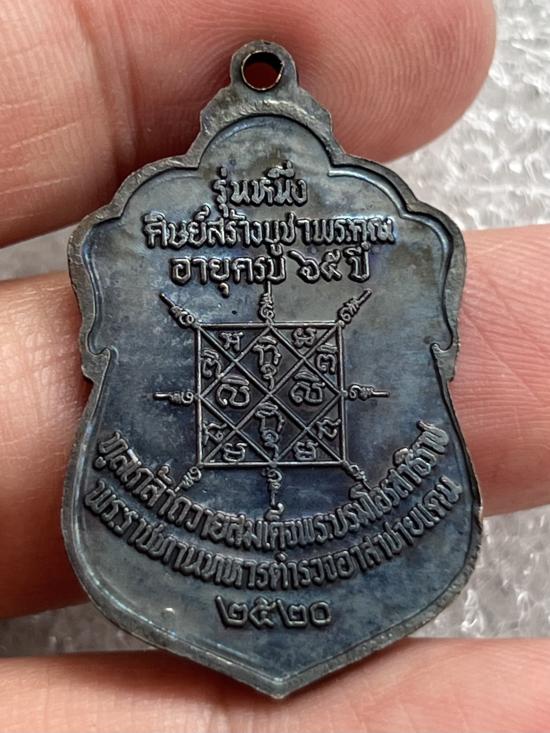 รุ่นหนึ่ง
ศิษย์สร้างบูชาพระคุณ
อายุครบ ๖๕ ปี
ทูลเกล้าถวายสมเด็จพระบรมโอรสาธิราช
พระราชทานทหารตำรวจอาสาชายแดน
๒๕๒๐